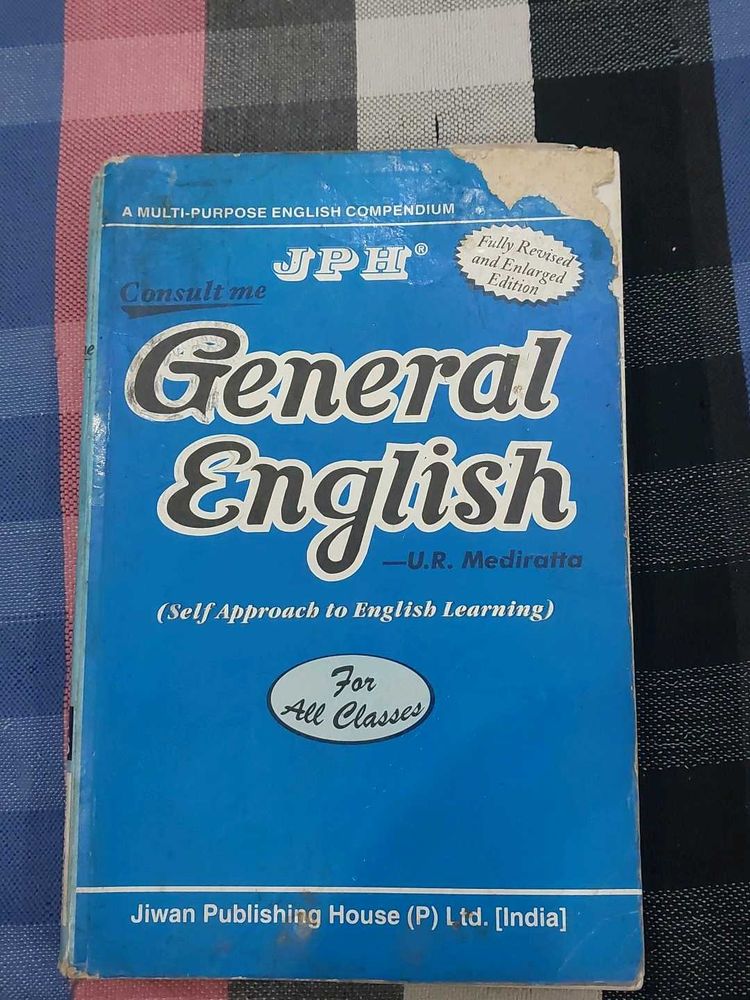 A MULTI-PURPOSE ENGLISH COMPENDIUM
JPH®
Fully Revised
and Enlarged
Edition
Consult me
General
English
—U.R. Mediratta
(Self Approach to English Learning)
For
All Classes
Jiwan Publishing House (P) Ltd. [India]